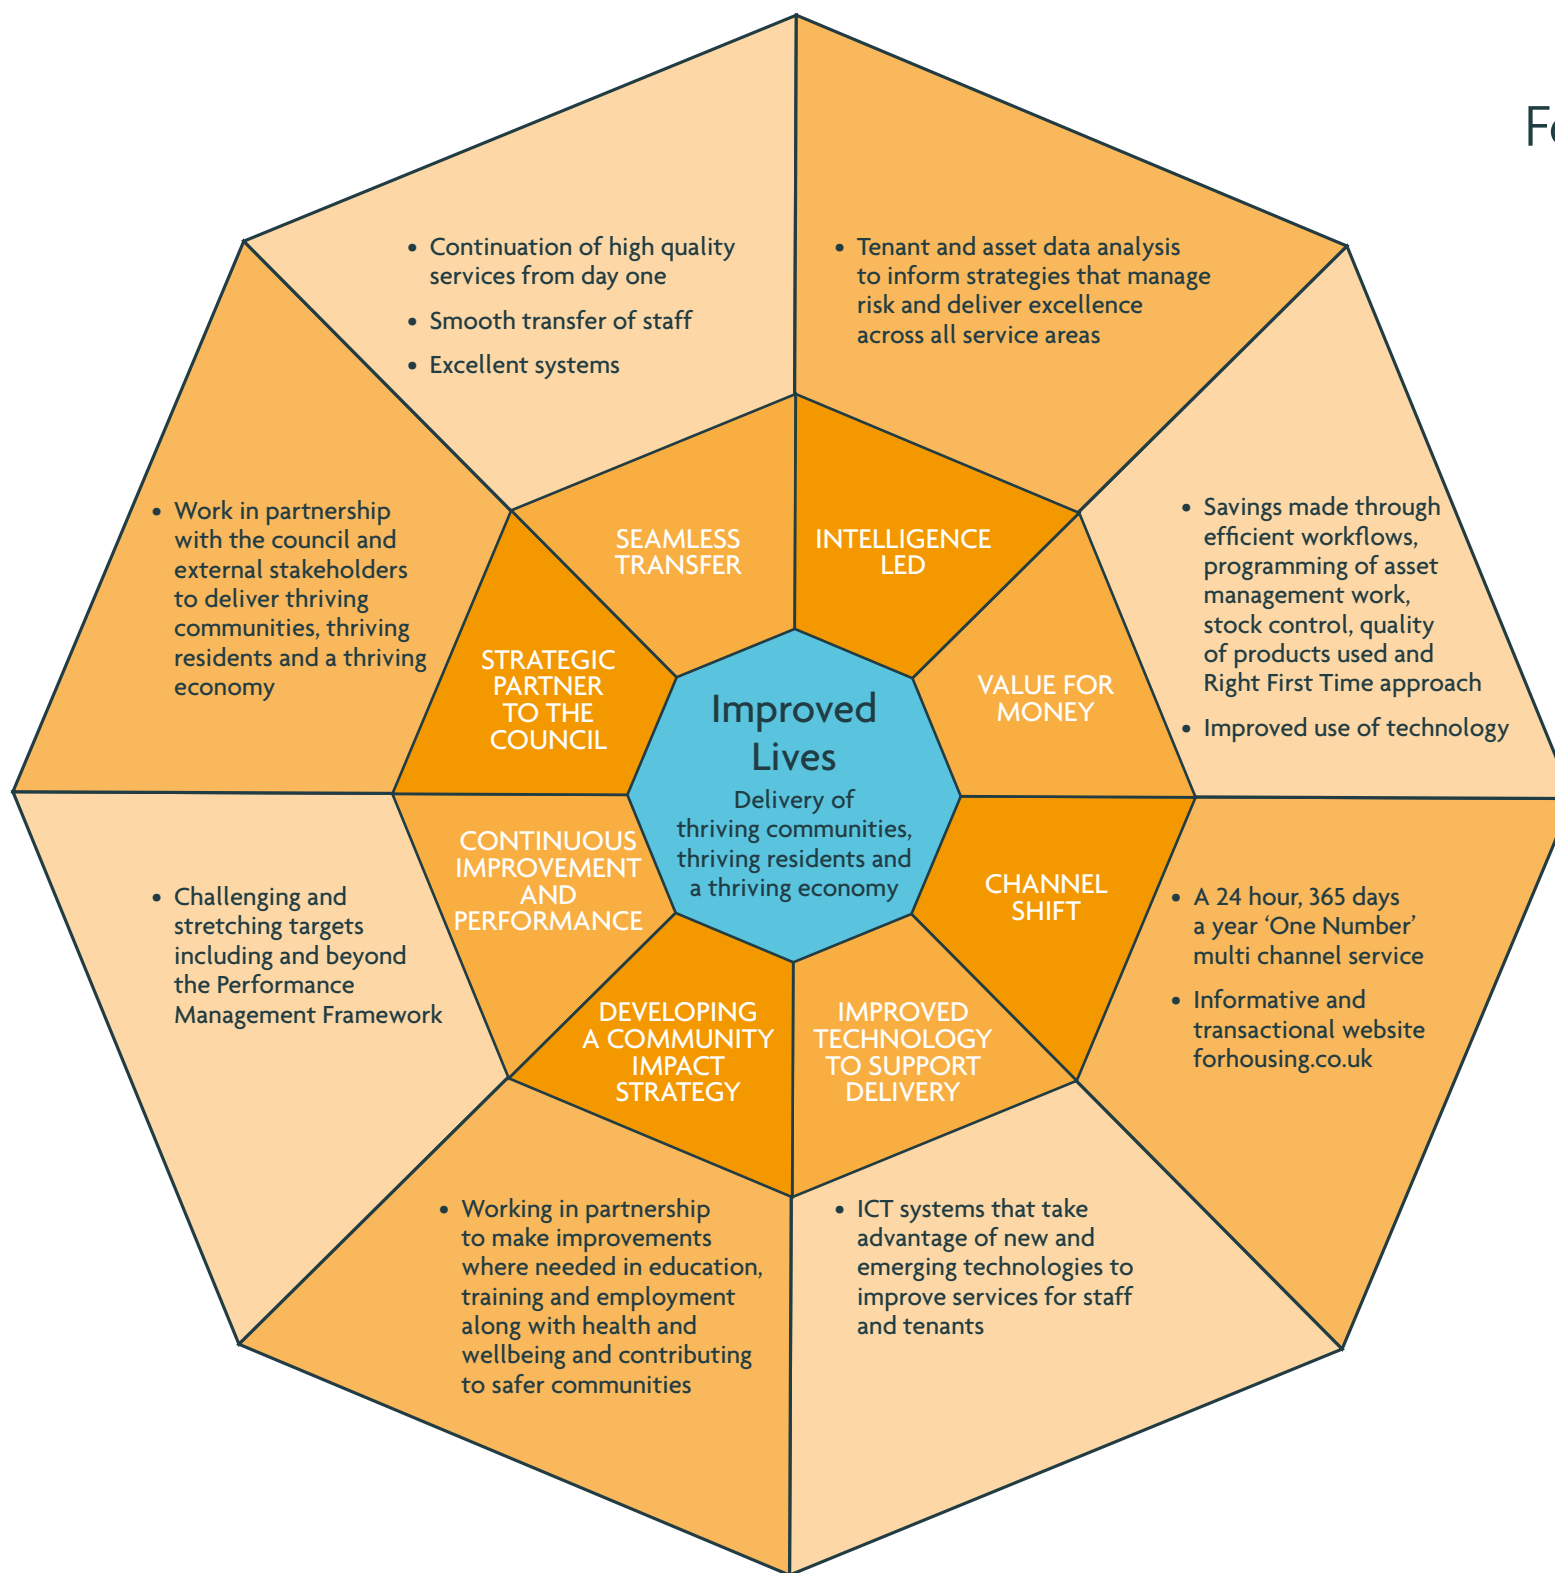 Fo
• Continuation of high quality
services from day one
• Smooth transfer of staff
• Excellent systems
• Tenant and asset data analysis
to inform strategies that manage
risk and deliver excellence
across all service areas
• Savings made through
efficient workflows,
programming of asset
management work,
stock control, quality
of products used and
Right First Time approach
• Improved use of technology
• A 24 hour, 365 days
a year ‘One Number’
multi channel service
• Informative and
transactional website
forhousing.co.uk
• ICT systems that take
advantage of new and
emerging technologies to
improve services for staff
and tenants
• Working in partnership
to make improvements
where needed in education,
training and employment
along with health and
wellbeing and contributing
to safer communities
• Challenging and
stretching targets
including and beyond
the Performance
Management Framework
• Work in partnership
with the council and
external stakeholders
to deliver thriving
communities, thriving
residents and a thriving
economy
SEAMLESS
TRANSFER
INTELLIGENCE
LED
VALUE FOR
MONEY
CHANNEL
SHIFT
IMPROVED
TECHNOLOGY
TO SUPPORT
DELIVERY
DEVELOPING
A COMMUNITY
IMPACT
STRATEGY
CONTINUOUS
IMPROVEMENT
AND
PERFORMANCE
STRATEGIC
PARTNER
TO THE
COUNCIL
Improved
Lives
Delivery of
thriving communities,
thriving residents and
a thriving economy